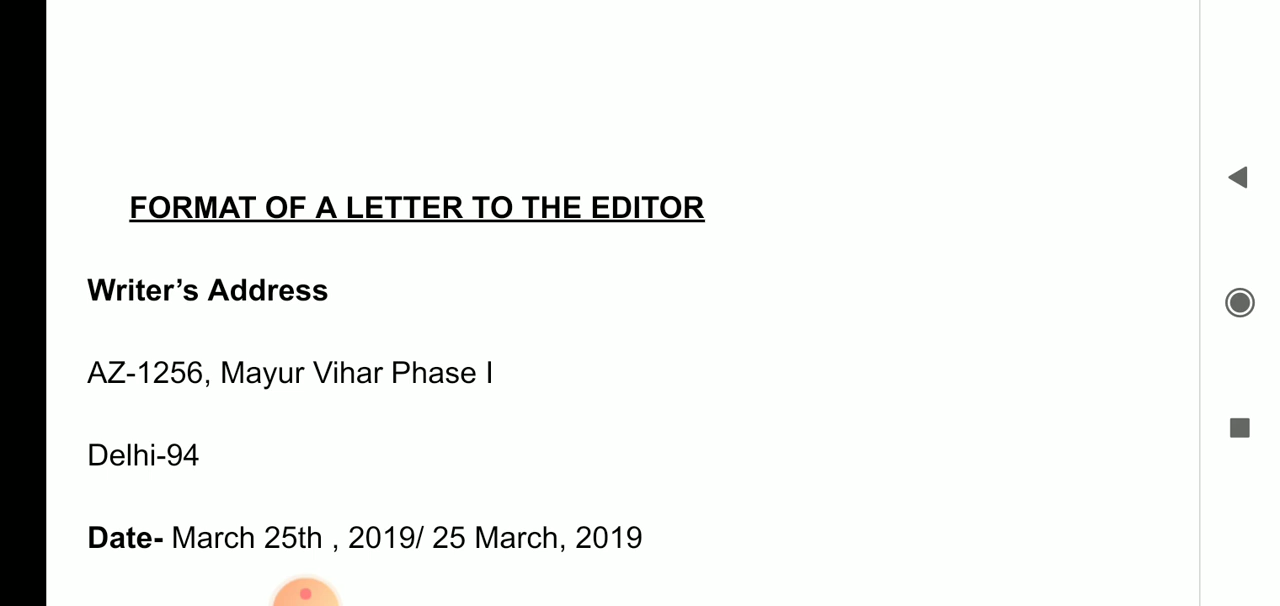 FORMAT OF A LETTER TO THE EDITOR
Writer’s Address
AZ-1256, Mayur Vihar Phase I
Delhi-94
Date- March 25th , 2019/ 25 March, 2019